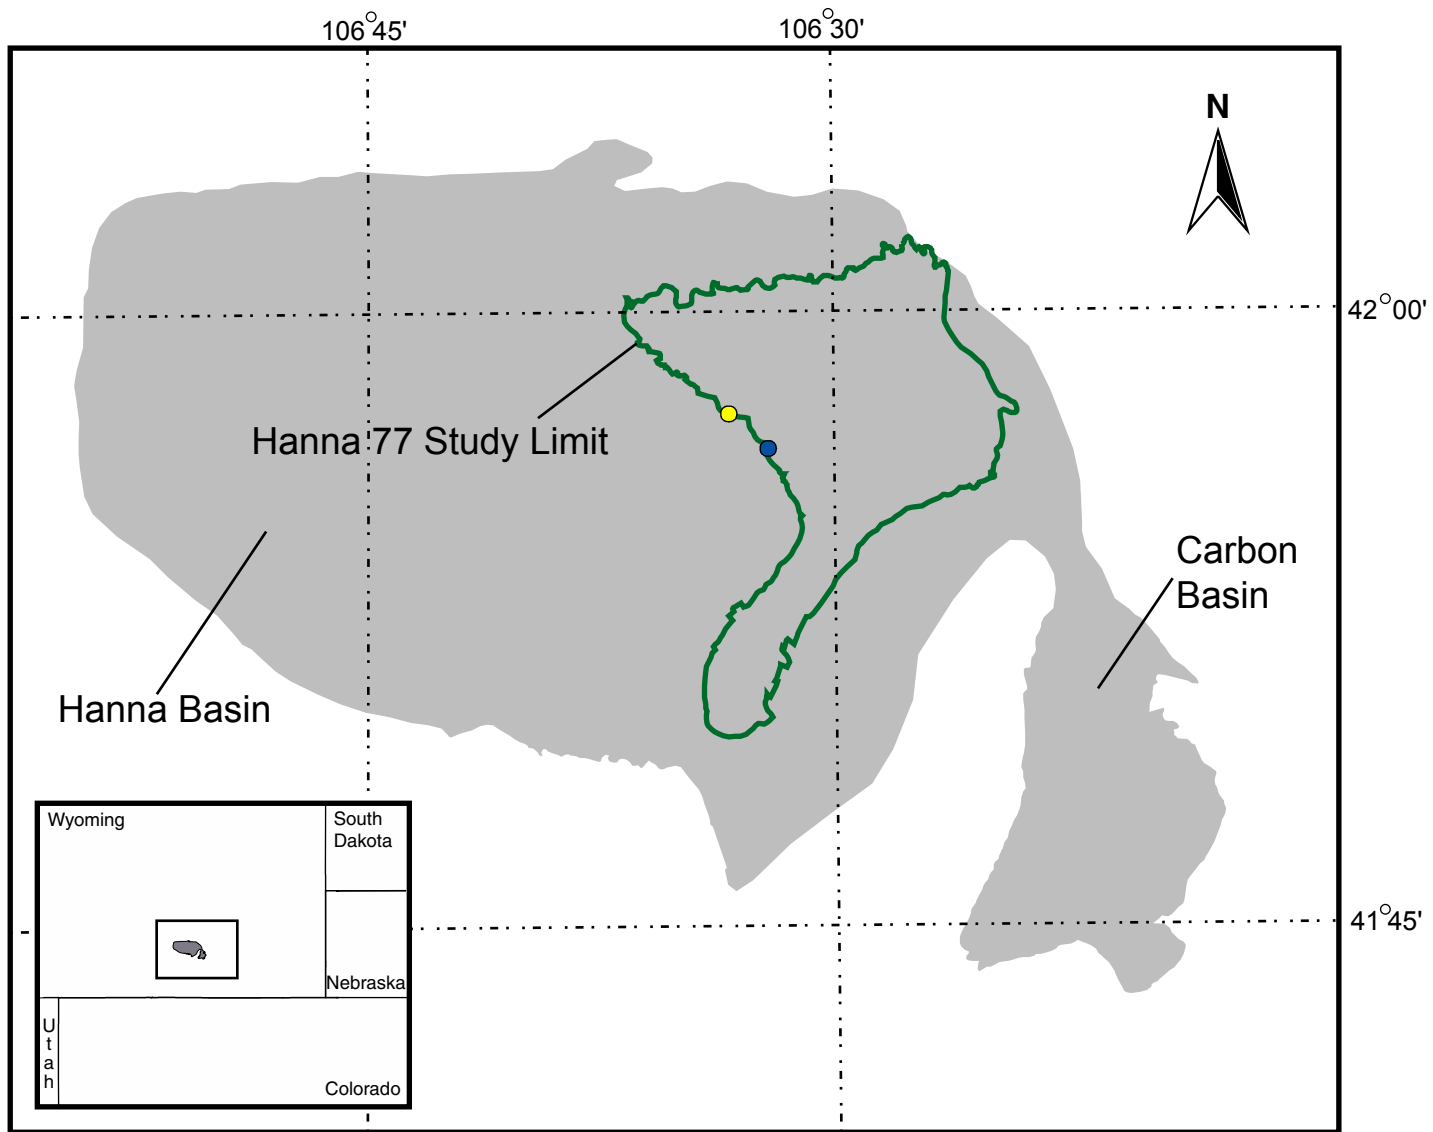 106°45'
106°30'
N
42°00'
Hanna 77 Study Limit
Carbon
Basin
Hanna Basin
Wyoming
South
Dakota
41°45'
Nebraska
Utah
Colorado